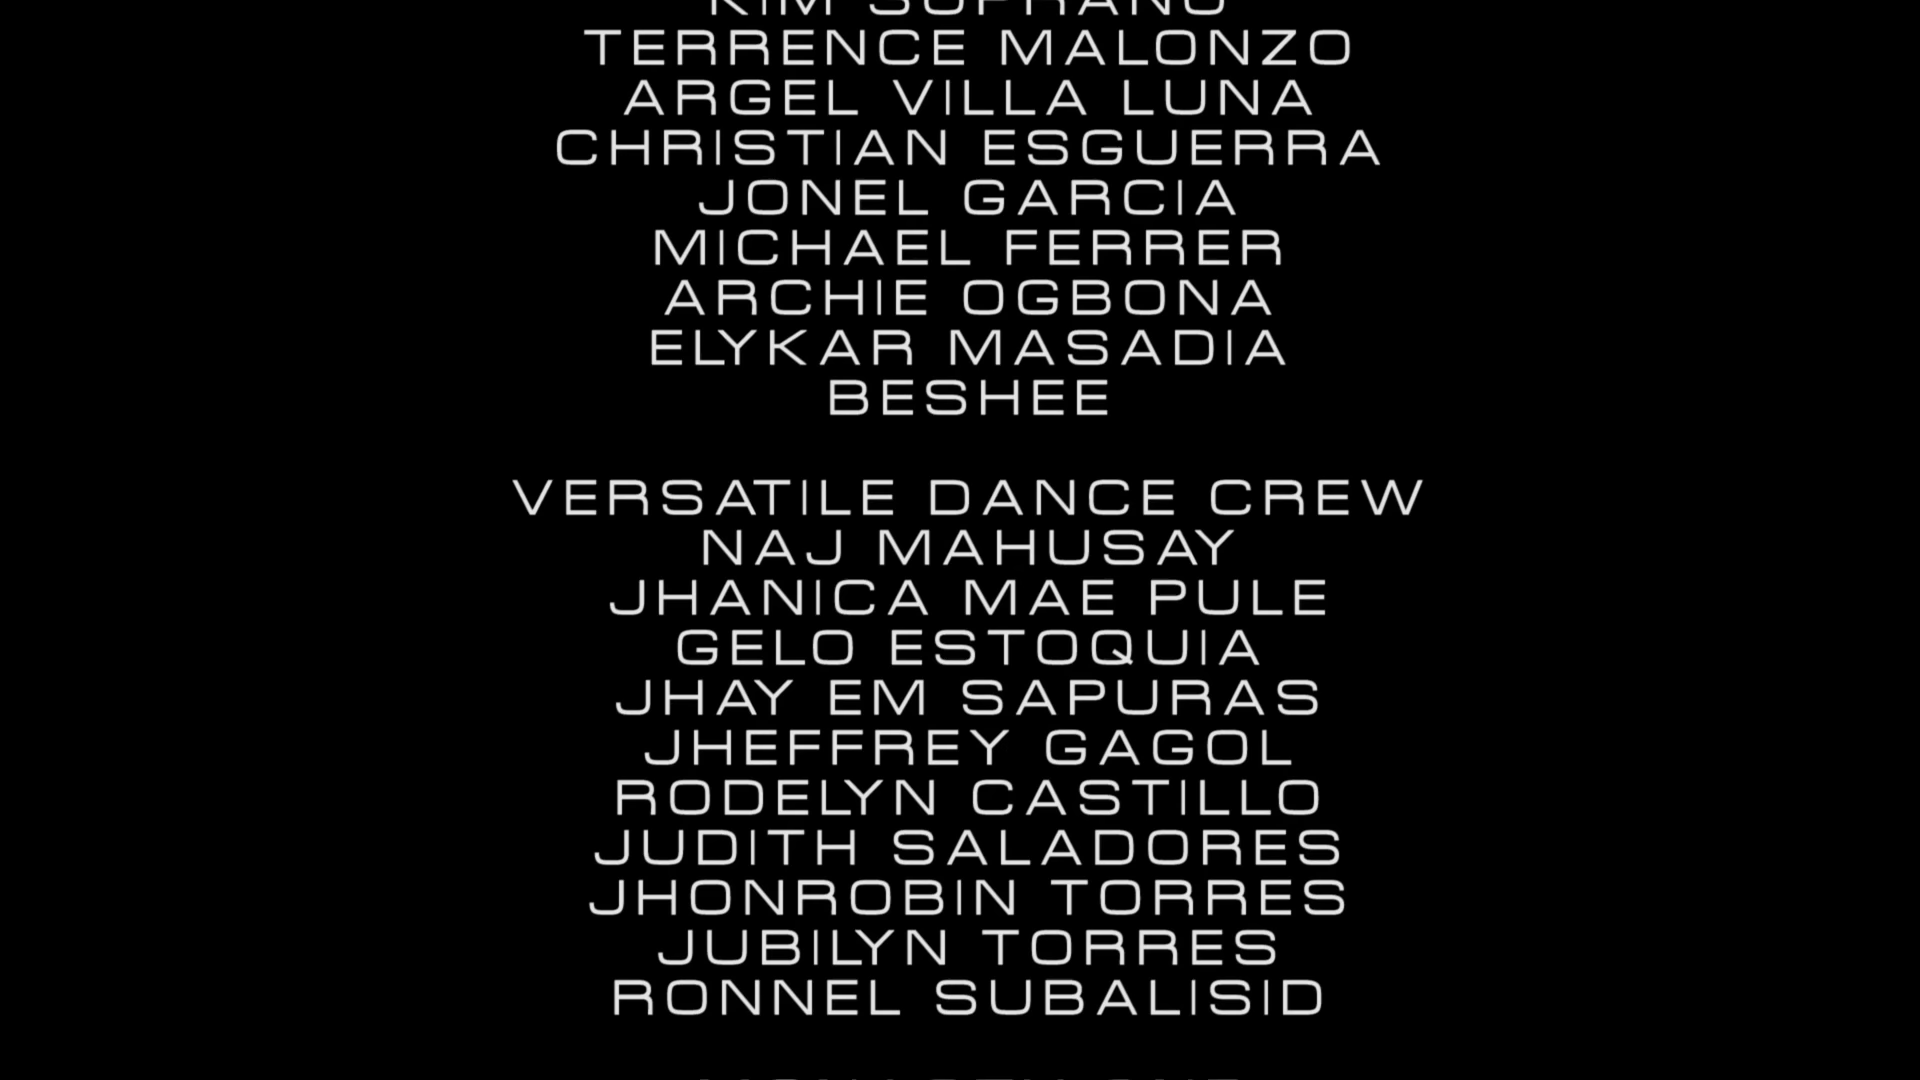 KIM SOPRANO
TERRENCE MALONZO
ARGEL VILLA LUNA
CHRISTIAN ESGUERRA
JONEL GARCIA
MICHAEL FERRER
ARCHIE OGBONA
ELYKAR MASADIA
BESHEE
VERSATILE DANCE CREW
NAJ MAHUSAY
JHANICA MAE PULE
GELO ESTOQUIA
JHAY EM SAPURAS
JHEFFREY GAGOL
RODELYN CASTILLO
JUDITH SALADORES
JHONROBIN TORRES
JUBILYN TORRES
RONNEL SUBALISID